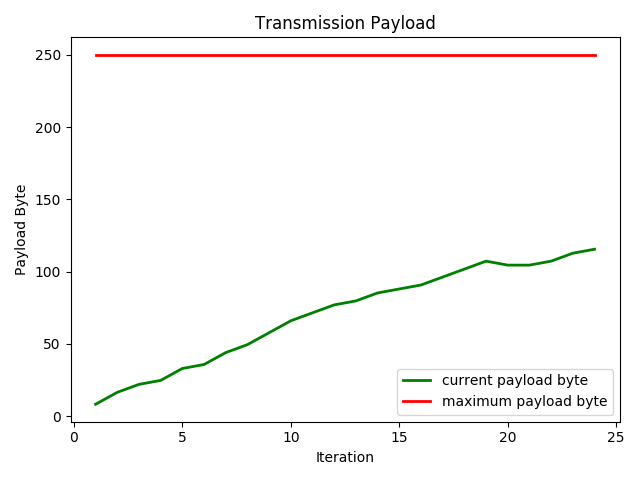 Transmission Payload
250
200
150
100
50
0
Payload Byte
current payload byte
maximum payload byte
0 5 10 15 20 25
Iteration